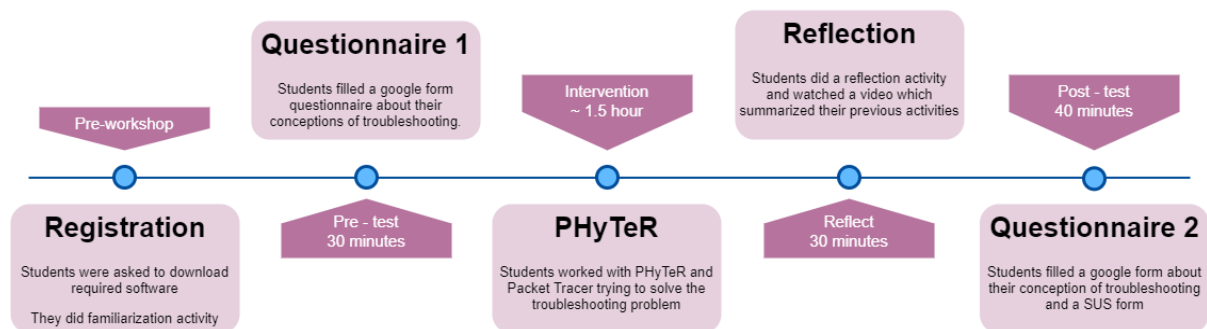 Pre-workshop
Registration
Students were asked to download
required software
They did familiarization activity
Questionnaire 1
Students filled a google form
questionnaire about their
conceptions of troubleshooting.
Pre - test
30 minutes
Intervention
~ 1.5 hour
PHyTeR
Students worked with PHyTeR and
Packet Tracer trying to solve the
troubleshooting problem
Reflection
Students did a reflection activity
and watched a video which
summarized their previous activities
Reflect
30 minutes
Post - test
40 minutes
Questionnaire 2
Students filled a google form about
their conception of troubleshooting
and a SUS form